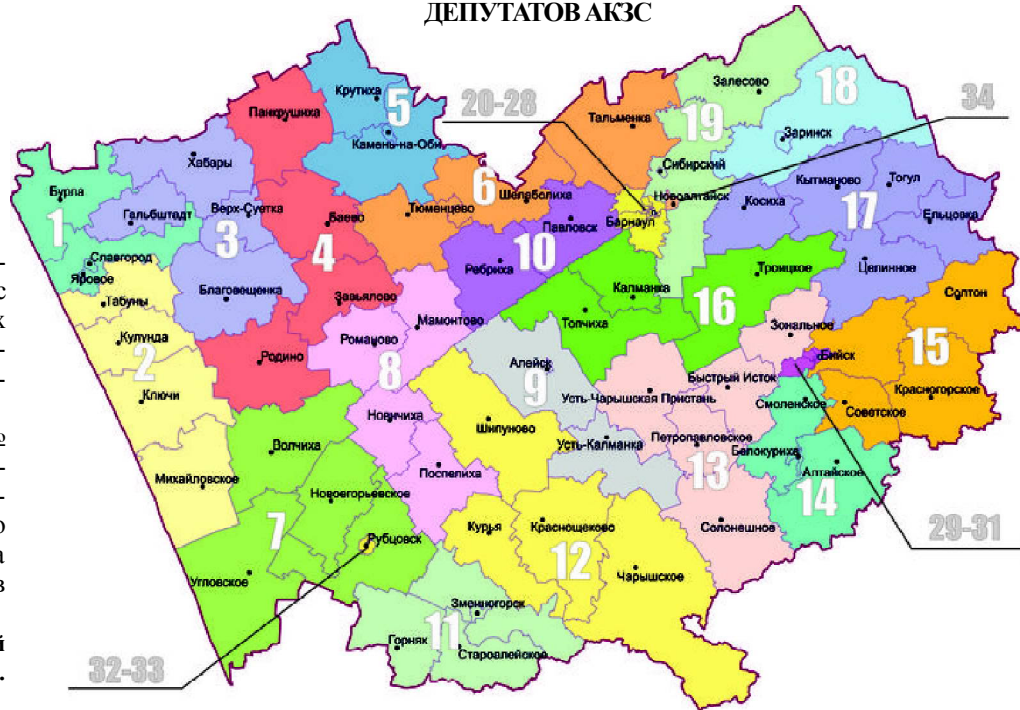 ДЕПУТАТОВ АКЗС
Залесово
18
34
Крутиха
5
20-28
Тальменка
19
Заринск
Панкрушиха
Камень-на-Оби
Сибирский
Хабары
6
Шелаболиха
Новоалтайск
Кытманово
Тогул
Бурла
Тюменцево
Павловск
Барнаул
Косиха
17
Ельцовка
1
Гальбштадт
Верх-Суетка
3
Баево
4
10
Ребриха
Славгород
Яровое
Троицкое
Целинное
Табуны
Благовещенка
Завьялово
Калманка
16
Солтон
Кулунда
2
Мамонтово
Топчиха
Зональное
15
Родино
Романово
8
Алейск
9
Бийск
Ключи
Усть-Чарышская Пристань
Быстрый Исток
Смоленское
Советское
Красногорское
Новичиха
Шипуново
Волчиха
Усть-Калманка
Петропавловское
13
Белокуриха
Алтайское
14
Михайловское
Поспелиха
Новоегорьевское
7
Курья
Краснощеково
12
Солонешное
29-31
Рубцовск
Угловское
Чарышское
Змеиногорск
11
Горняк
Староалейское
32-33
с
х
о
а
в
й